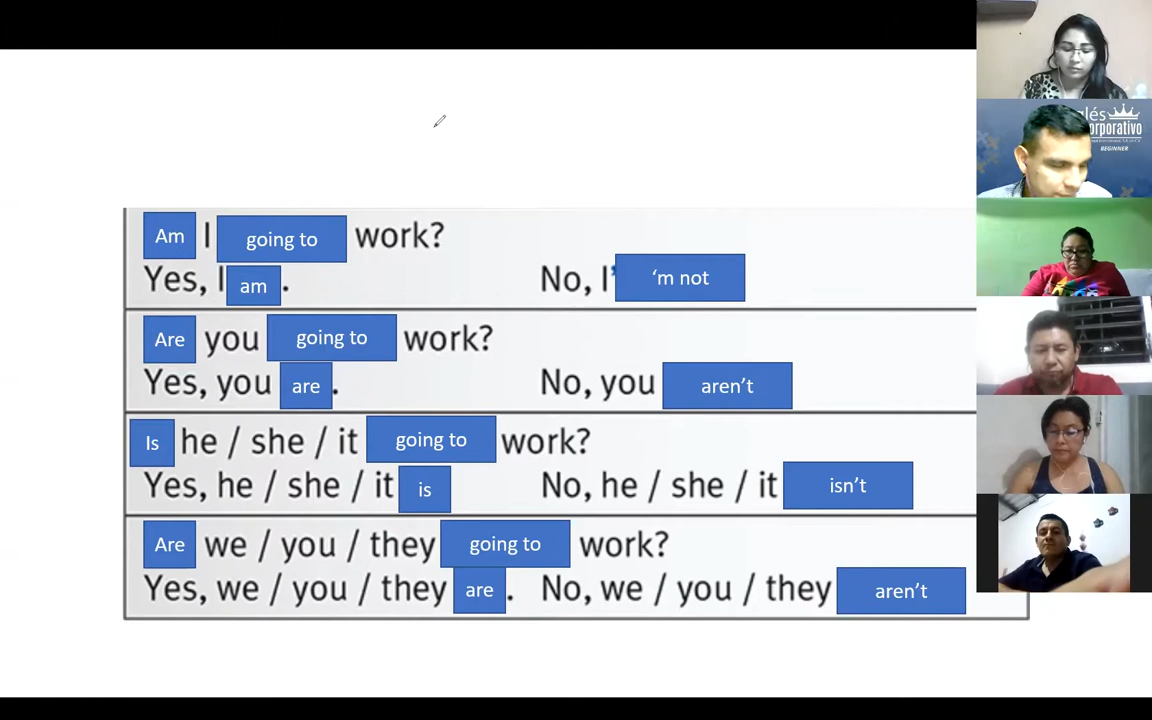 Am I going to work?
Yes, I am. No, I' 'm not
Are you going to work?
Yes, you are. No, you aren't
Is he / she / it going to work?
Yes, he / she / it is No, he / she / it isn't
Are we / you / they going to work?
Yes, we / you / they are. No, we / you / they aren't
BEGINNER